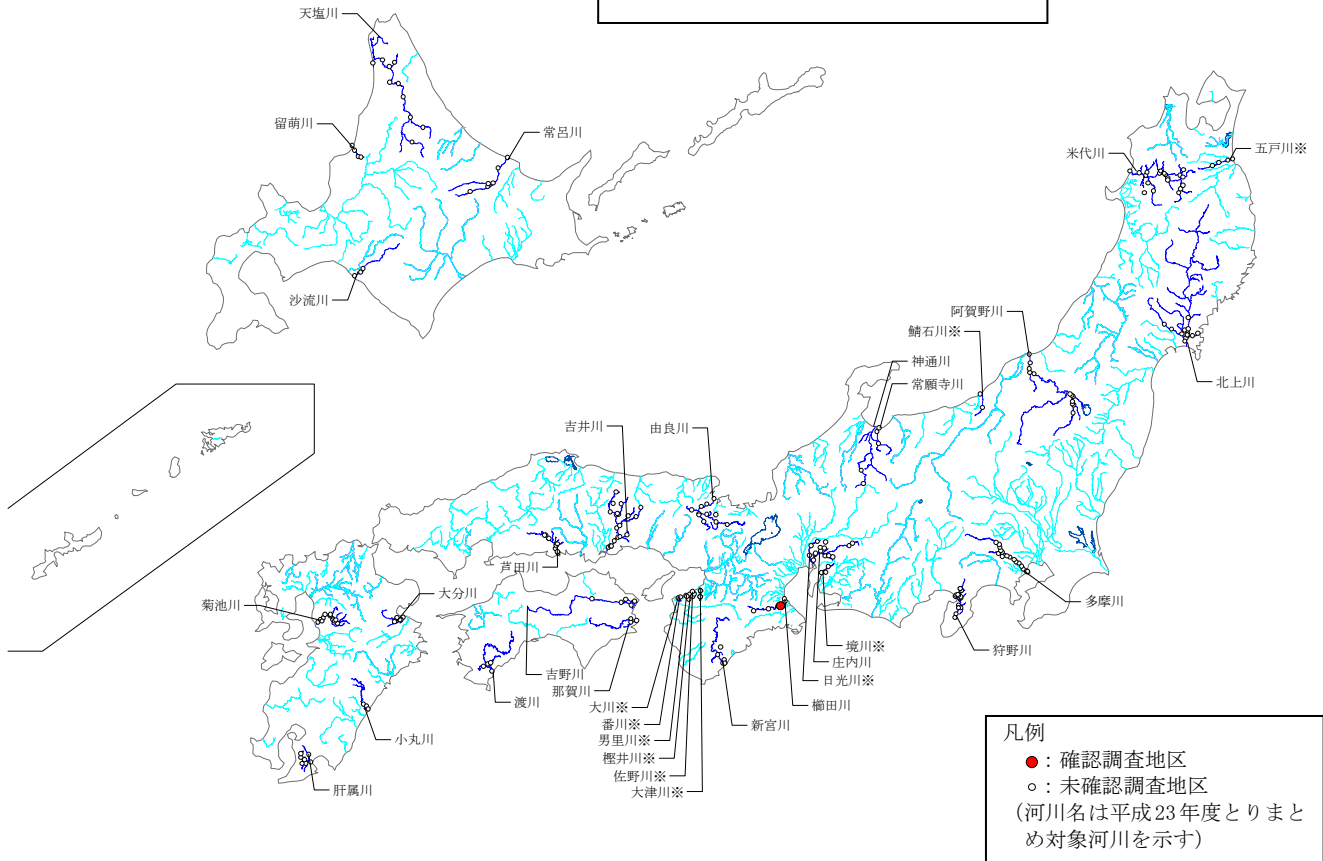 天塩川
留萌川
常呂川
沙流川
米代川
五戸川※
阿賀野川
鯖石川※
神通川
常願寺川
北上川
吉井川
由良川
芦田川
大分川
菊池川
多摩川
狩野川
境川※
庄内川
日光川※
櫛田川
新宮川
吉野川
那賀川
渡川
大川※
番川※
男里川※
樫井川※
佐野川※
大津川※
小丸川
肝属川
凡例
：確認調査地区
：未確認調査地区
(河川名は平成23年度とりまと
め対象河川を示す)